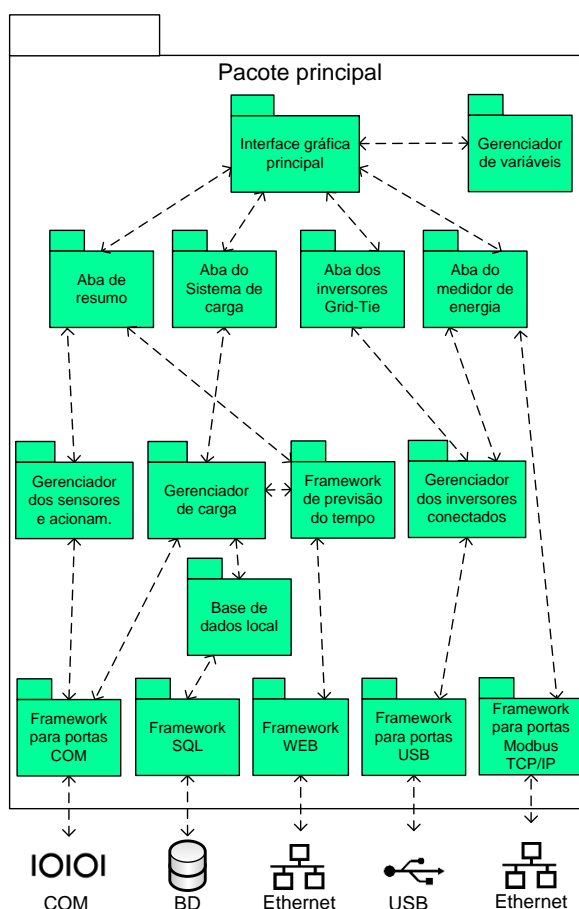 Pacote principal
Interface gráfica
principal
Gerenciador
de variáveis
Aba de
resumo
Aba do
Sistema de
carga
Aba dos
inversores
Grid-Tie
Aba do
medidor de
energia
Gerenciador
dos sensores
e acionam.
Gerenciador
de carga
Framework
de previsão
do tempo
Gerenciador
dos inversores
conectados
Base de
dados local
Framework
para portas
COM
Framework
SQL
Framework
WEB
Framework
para portas
USB
Framework
para portas
Modbus
TCP/IP
IOIOI
COM
BD
Ethernet
USB
Ethernet